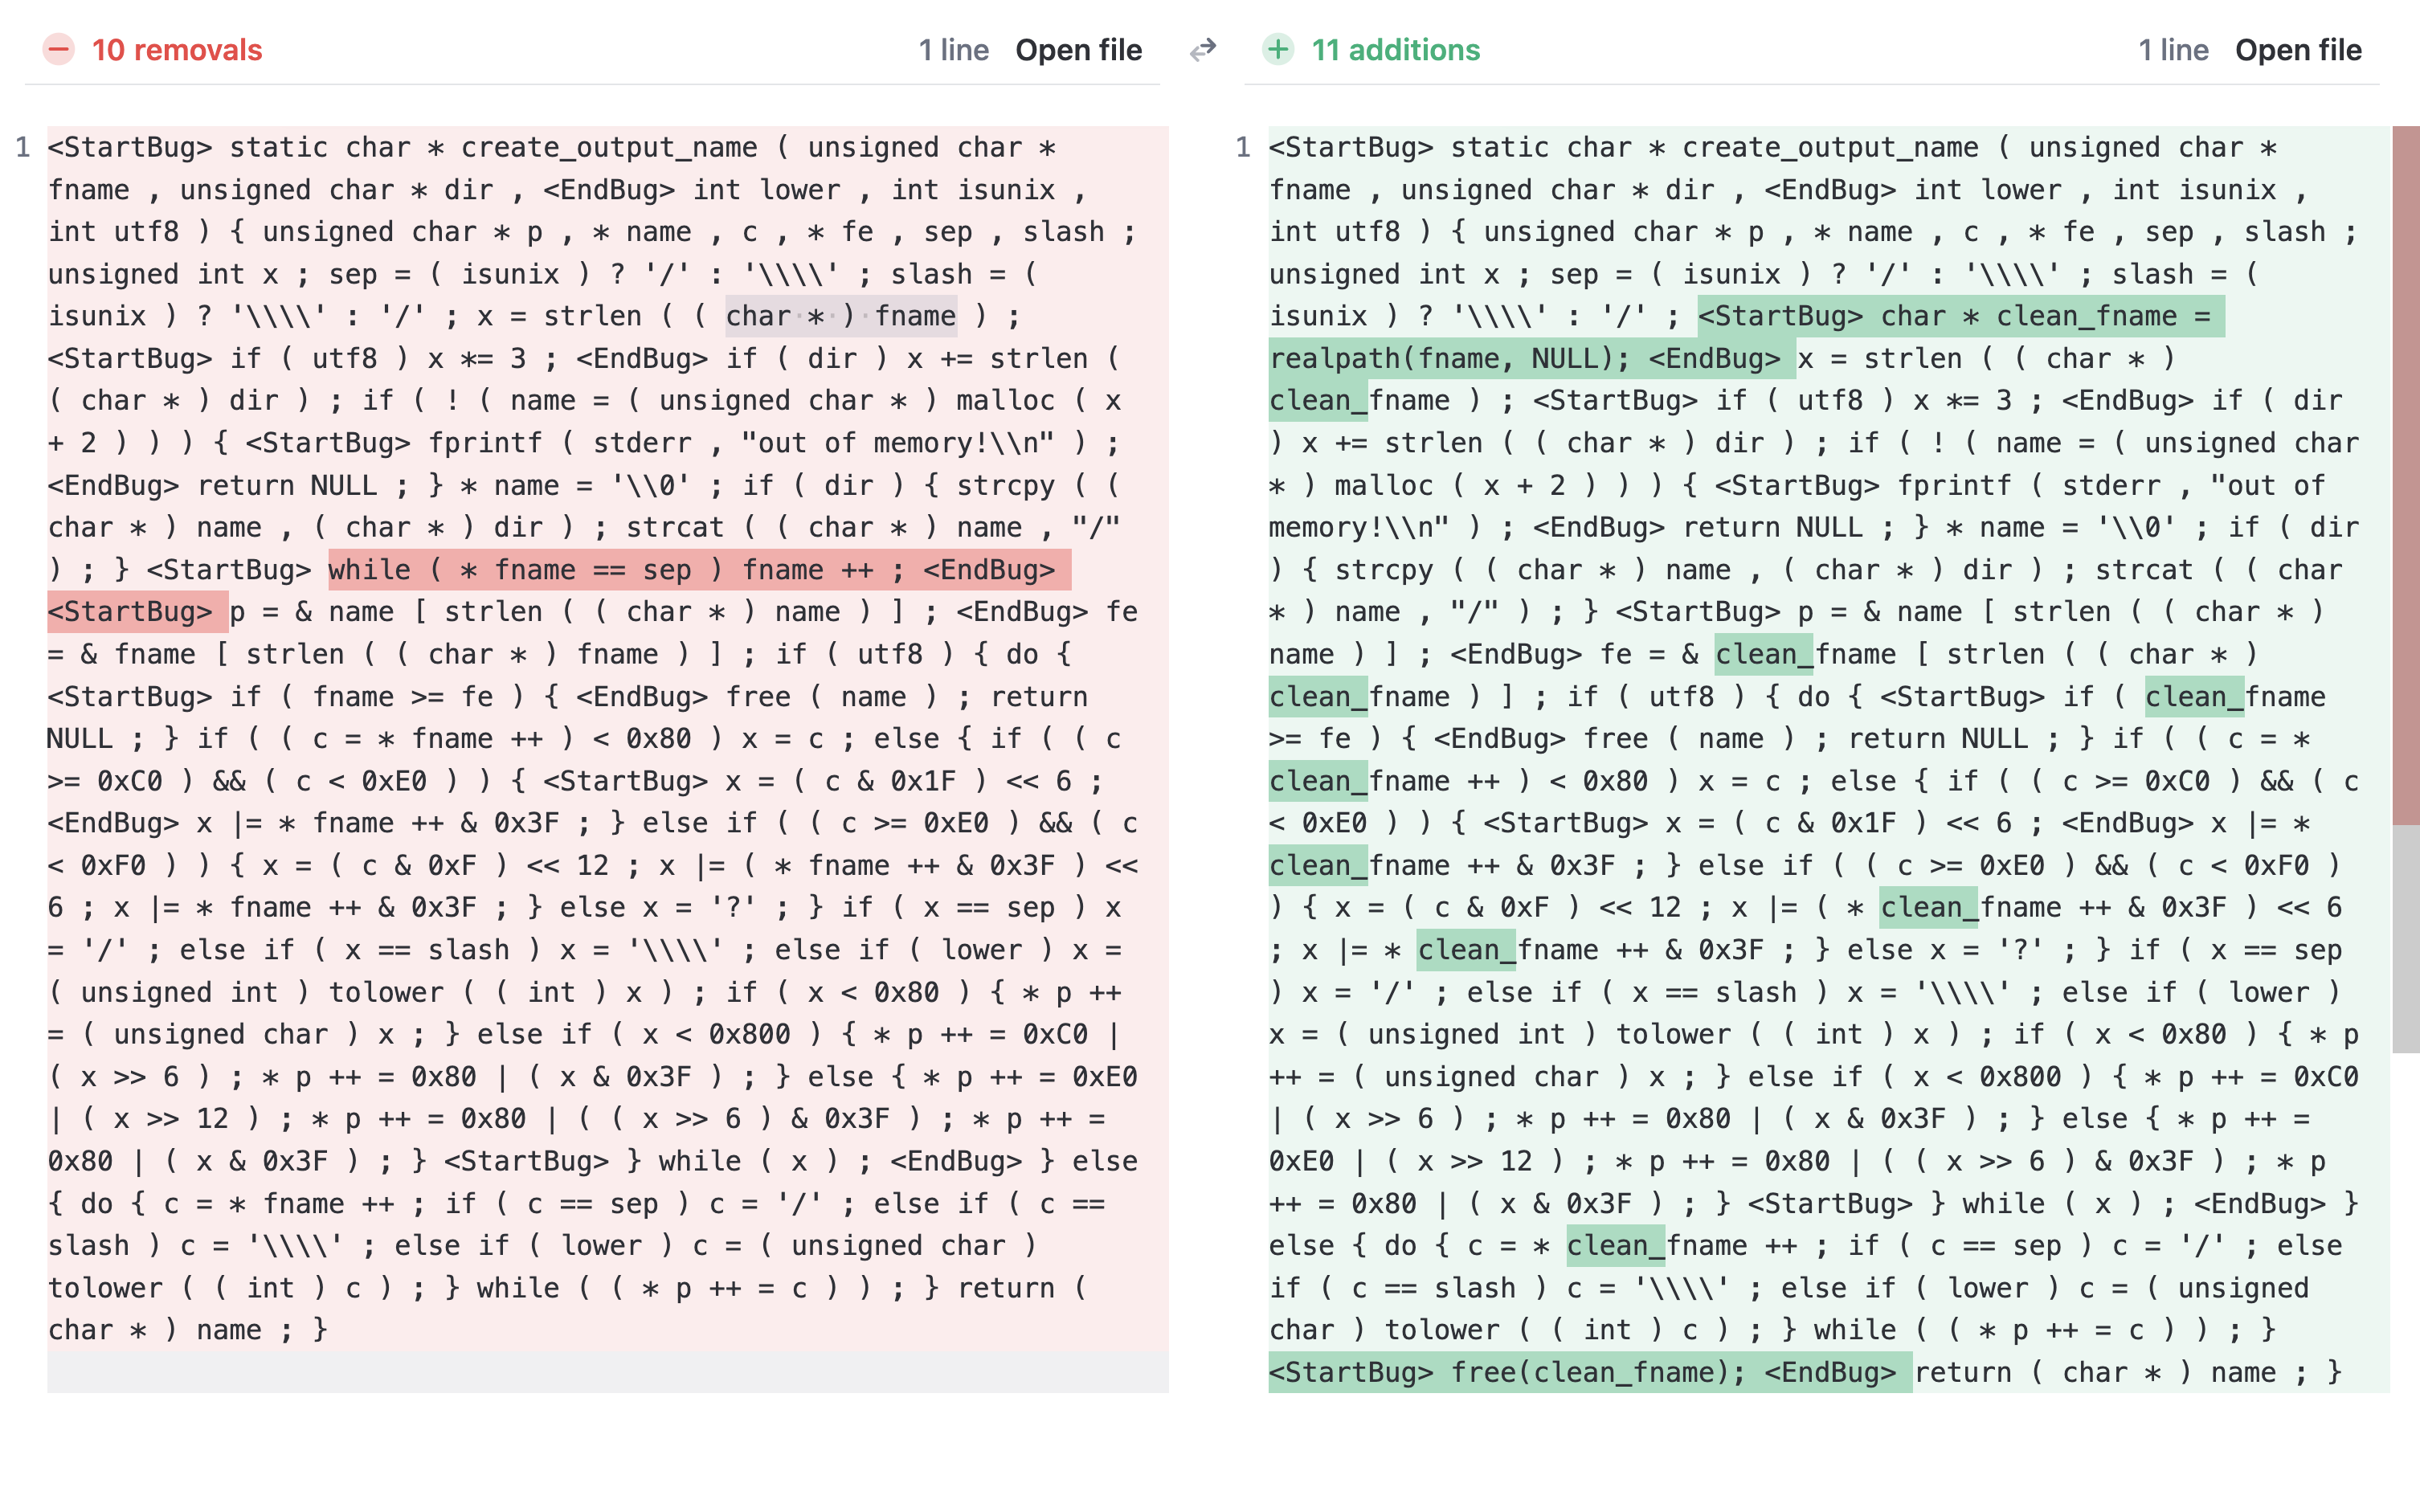 10 removals
1 line Open file
11 additions
1 line Open file
1
<StartBug> static char * create_output_name ( unsigned char *
fname , unsigned char * dir , <EndBug> int lower , int isunix ,
int utf8 ) { unsigned char * p , * name , c , * fe , sep , slash ;
unsigned int x ; sep = ( isunix ) ? '/' : '\\\\' ; slash = (
isunix ) ? '\\\\' : '/' ; x = strlen ( ( char * ) fname ) ;
<StartBug> if ( utf8 ) x *= 3 ; <EndBug> if ( dir ) x += strlen (
( char * ) dir ) ; if ( ! ( name = ( unsigned char * ) malloc ( x
+ 2 ) ) ) { <StartBug> fprintf ( stderr , "out of memory!\\n" ) ;
<EndBug> return NULL ; } * name = '\\0' ; if ( dir ) { strcpy ( (
char * ) name , ( char * ) dir ) ; strcat ( ( char * ) name , "/"
) ; } <StartBug> while ( * fname == sep ) fname ++ ; <EndBug>
<StartBug> p = & name [ strlen ( ( char * ) name ) ] ; <EndBug> fe
= & fname [ strlen ( ( char * ) fname ) ] ; if ( utf8 ) { do {
<StartBug> if ( fname >= fe ) { <EndBug> free ( name ) ; return
NULL ; } if ( ( c = * fname ++ ) < 0x80 ) x = c ; else { if ( ( c
>= 0xC0 ) && ( c < 0xE0 ) ) { <StartBug> x = ( c & 0x1F ) << 6 ;
<EndBug> x |= * fname ++ & 0x3F ; } else if ( ( c >= 0xE0 ) && ( c
< 0xF0 ) ) { x = ( c & 0xF ) << 12 ; x |= ( * fname ++ & 0x3F ) <<
6 ; x |= * fname ++ & 0x3F ; } else x = '?' ; } if ( x == sep ) x
= '/' ; else if ( x == slash ) x = '\\\\' ; else if ( lower ) x =
( unsigned int ) tolower ( ( int ) x ) ; if ( x < 0x80 ) { * p ++
= ( unsigned char ) x ; } else if ( x < 0x800 ) { * p ++ = 0xC0 |
( x >> 6 ) ; * p ++ = 0x80 | ( x & 0x3F ) ; } else { * p ++ = 0xE0
| ( x >> 12 ) ; * p ++ = 0x80 | ( ( x >> 6 ) & 0x3F ) ; * p ++ =
0x80 | ( x & 0x3F ) ; } <StartBug> } while ( x ) ; <EndBug> } else
{ do { c = * fname ++ ; if ( c == sep ) c = '/' ; else if ( c ==
slash ) c = '\\\\' ; else if ( lower ) c = ( unsigned char )
tolower ( ( int ) c ) ; } while ( ( * p ++ = c ) ) ; } return (
char * ) name ; }
1
<StartBug> static char * create_output_name ( unsigned char *
fname , unsigned char * dir , <EndBug> int lower , int isunix ,
int utf8 ) { unsigned char * p , * name , c , * fe , sep , slash ;
unsigned int x ; sep = ( isunix ) ? '/' : '\\\\' ; slash = (
isunix ) ? '\\\\' : '/' ; <StartBug> char * clean_fname =
realpath(fname, NULL); <EndBug> x = strlen ( ( char * )
clean_fname ) ; <StartBug> if ( utf8 ) x *= 3 ; <EndBug> if ( dir
) x += strlen ( ( char * ) dir ) ; if ( ! ( name = ( unsigned char
* ) malloc ( x + 2 ) ) ) { <StartBug> fprintf ( stderr , "out of
memory!\\n" ) ; <EndBug> return NULL ; } * name = '\\0' ; if ( dir
) { strcpy ( ( char * ) name , ( char * ) dir ) ; strcat ( ( char
* ) name , "/" ) ; } <StartBug> p = & name [ strlen ( ( char * )
name ) ] ; <EndBug> fe = & clean_fname [ strlen ( ( char * )
clean_fname ) ] ; if ( utf8 ) { do { <StartBug> if ( clean_fname
>= fe ) { <EndBug> free ( name ) ; return NULL ; } if ( ( c = *
clean_fname ++ ) < 0x80 ) x = c ; else { if ( ( c >= 0xC0 ) && ( c
< 0xE0 ) ) { <StartBug> x = ( c & 0x1F ) << 6 ; <EndBug> x |= *
clean_fname ++ & 0x3F ; } else if ( ( c >= 0xE0 ) && ( c < 0xF0 )
) { x = ( c & 0xF ) << 12 ; x |= ( * clean_fname ++ & 0x3F ) << 6
; x |= * clean_fname ++ & 0x3F ; } else x = '?' ; } if ( x == sep
) x = '/' ; else if ( x == slash ) x = '\\\\' ; else if ( lower )
x = ( unsigned int ) tolower ( ( int ) x ) ; if ( x < 0x80 ) { * p
++ = ( unsigned char ) x ; } else if ( x < 0x800 ) { * p ++ = 0xC0
| ( x >> 6 ) ; * p ++ = 0x80 | ( x & 0x3F ) ; } else { * p ++ =
0xE0 | ( x >> 12 ) ; * p ++ = 0x80 | ( ( x >> 6 ) & 0x3F ) ; * p
++ = 0x80 | ( x & 0x3F ) ; } <StartBug> } while ( x ) ; <EndBug> }
else { do { c = * clean_fname ++ ; if ( c == sep ) c = '/' ; else
if ( c == slash ) c = '\\\\' ; else if ( lower ) c = ( unsigned
char ) tolower ( ( int ) c ) ; } while ( ( * p ++ = c ) ) ; }
<StartBug> free(clean_fname); <EndBug> return ( char * ) name ; }